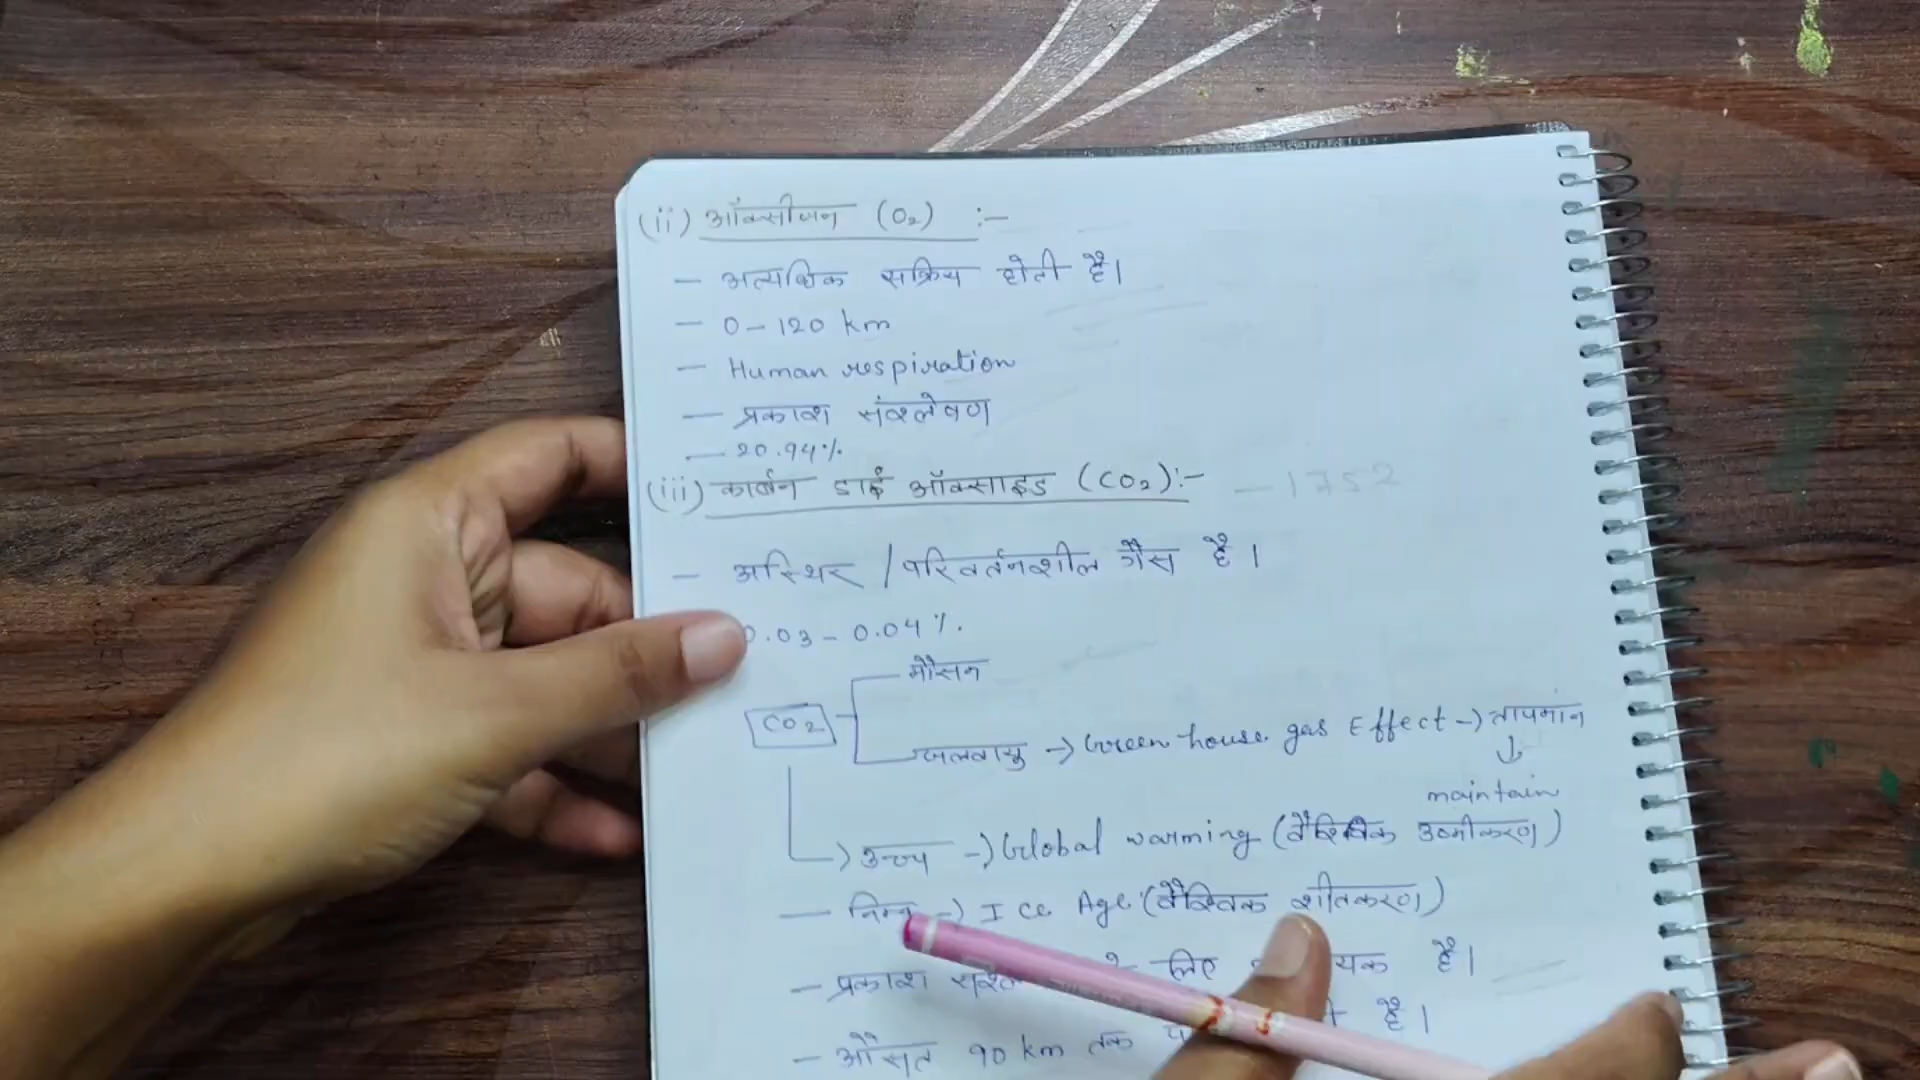 (ii) ऑक्सीजन (O₂) :-
- अत्यधिक सक्रिय होती है।
- 0-120 km
- Human respiration
- प्रकाश संश्लेषण
- 20.94%
(iii) कार्बन डाई ऑक्साइड (CO₂):- - 1752
- अस्थिर / परिवर्तनशील गैस है।
0.03 - 0.04%.
मौसम
CO₂
जलवायु -> Green house gas Effect -> तापमान
↓
maintain
-> उच्च -> Global warming (वैश्विक उष्मीकरण)
- निम्न -> Ice Age (वैश्विक शीतकरण)
- प्रकाश लिए है।
- औसत 90 km तक है।